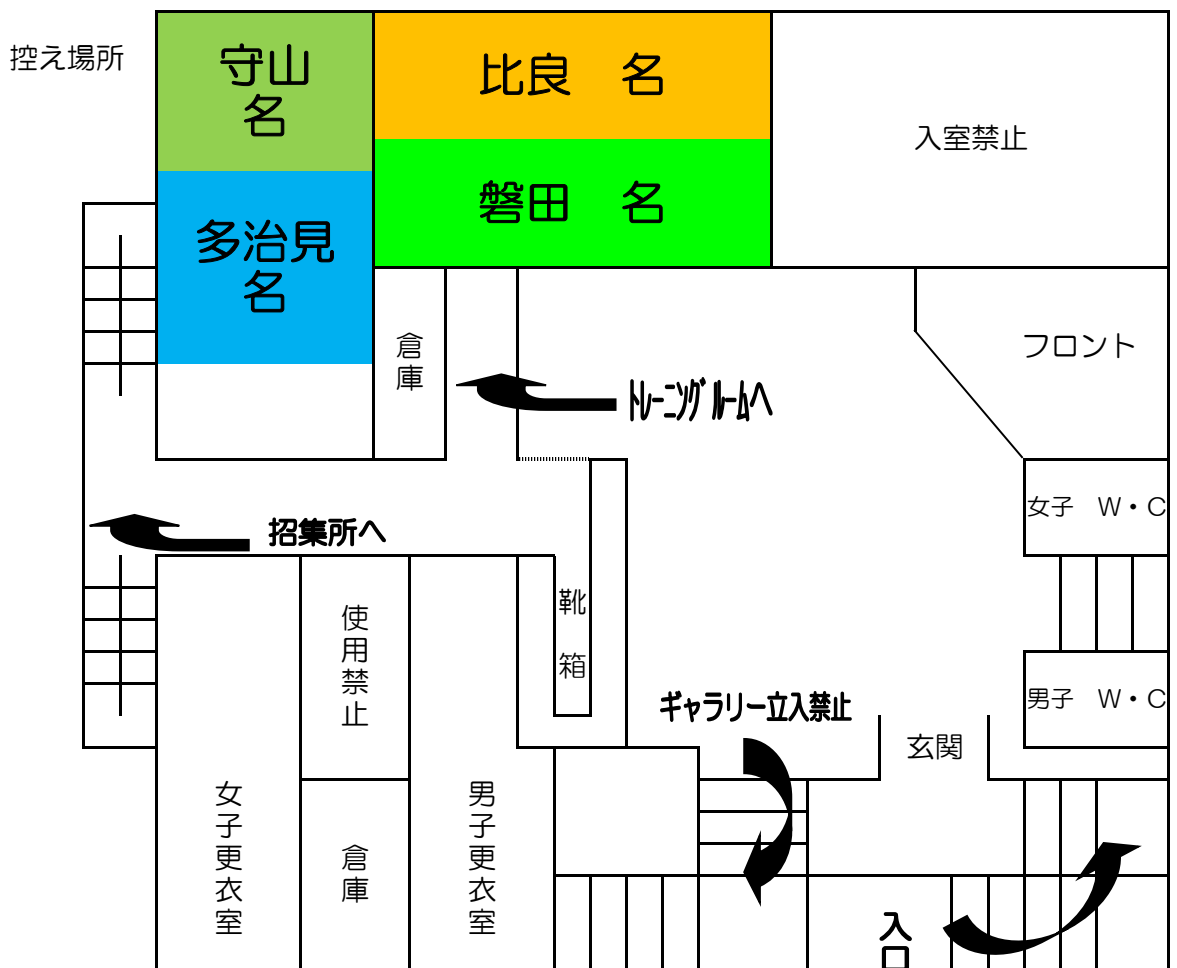 控え場所
守山
名
比良　名
入室禁止
磐田　名
多治見
名
倉庫
フロント
トレーニングルームへ
女子　W・C
招集所へ
靴箱
使用禁止
男子　W・C
ギャラリー立入禁止
玄関
女子更衣室
倉庫
男子更衣室
入口